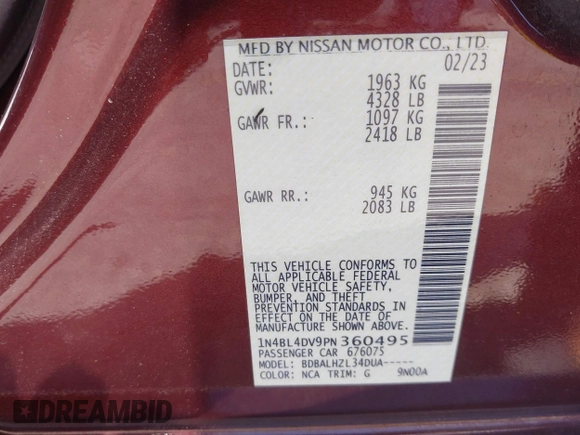 MFD BY NISSAN MOTOR CO., LTD.
DATE: 02/23
GVWR: 1963 KG
4328 LB
GAWR FR.: 1097 KG
2418 LB
GAWR RR.: 945 KG
2083 LB
THIS VEHICLE CONFORMS TO
ALL APPLICABLE FEDERAL
MOTOR VEHICLE SAFETY,
BUMPER, AND THEFT
PREVENTION STANDARDS IN
EFFECT ON THE DATE OF
MANUFACTURE SHOWN ABOVE.
1N4BL4DV9PN360495
PASSENGER CAR 676075
MODEL: BDBALHZL34DUA-----
COLOR: NCA TRIM: G 9N00A
DREAMBID